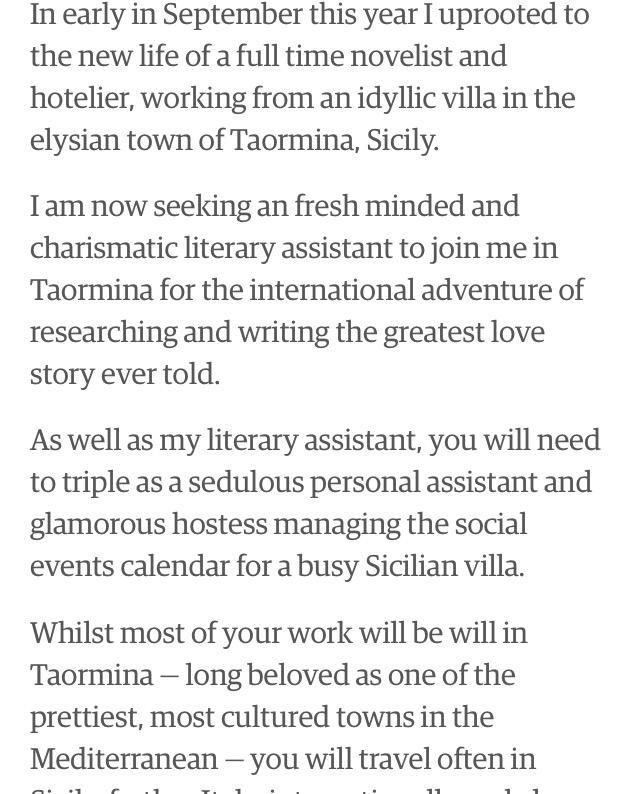 In early in September this year I uprooted to
the new life of a full time novelist and
hotelier, working from an idyllic villa in the
elysian town of Taormina, Sicily.
I am now seeking an fresh minded and
charismatic literary assistant to join me in
Taormina for the international adventure of
researching and writing the greatest love
story ever told.
As well as my literary assistant, you will need
to triple as a sedulous personal assistant and
glamorous hostess managing the social
events calendar for a busy Sicilian villa.
Whilst most of your work will be will in
Taormina — long beloved as one of the
prettiest, most cultured towns in the
Mediterranean — you will travel often in